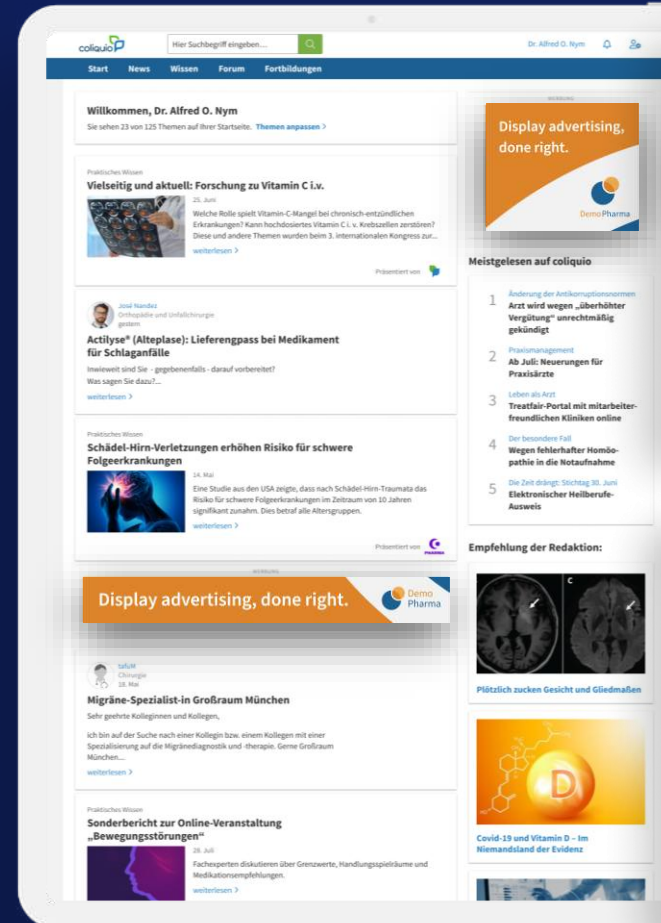 coliquio
Hier Suchbegriff eingeben...
Dr. Alfred O. Nym
Start News Wissen Forum Fortbildungen
Willkommen, Dr. Alfred O. Nym
Sie sehen 23 von 125 Themen auf Ihrer Startseite. Themen anpassen >
Praktisches Wissen
Vielseitig und aktuell: Forschung zu Vitamin C i.v.
25. Juni
Welche Rolle spielt Vitamin-C-Mangel bei chronisch-entzündlichen
Erkrankungen? Kann hochdosiertes Vitamin C i. v. Krebszellen zerstören?
Diese und andere Themen wurden beim 3. internationalen Kongress zur...
weiterlesen >
Präsentiert von
José Nandez
Orthopädie und Unfallchirurgie
gestern
Actilyse® (Alteplase): Lieferengpass bei Medikament
für Schlaganfälle
Inwieweit sind Sie - gegebenenfalls - darauf vorbereitet?
Was sagen Sie dazu?...
weiterlesen >
Praktisches Wissen
Schädel-Hirn-Verletzungen erhöhen Risiko für schwere
Folgeerkrankungen
14. Mai
Eine Studie aus den USA zeigte, dass nach Schädel-Hirn-Traumata das
Risiko für schwere Folgeerkrankungen im Zeitraum von 10 Jahren
signifikant zunahm. Dies betraf alle Altersgruppen.
weiterlesen >
Präsentiert von
PHARMA
WERBUNG
Display advertising, done right.
Demo
Pharma
tafuM
Chirurgie
18. Mai
Migräne-Spezialist-in Großraum München
Sehr geehrte Kolleginnen und Kollegen,
ich bin auf der Suche nach einer Kollegin bzw. einem Kollegen mit einer
Spezialisierung auf die Migränediagnostik und -therapie. Gerne Großraum
München...
weiterlesen >
Praktisches Wissen
Sonderbericht zur Online-Veranstaltung
„Bewegungsstörungen“
28. Juli
Fachexperten diskutieren über Grenzwerte, Handlungsspielräume und
Medikationsempfehlungen.
weiterlesen >
WERBUNG
Display advertising,
done right.
DemoPharma
Meistgelesen auf coliquio
1 Änderung der Antikorruptionsnormen
Arzt wird wegen „überhöhter
Vergütung“ unrechtmäßig
gekündigt
2 Praxismanagement
Ab Juli: Neuerungen für
Praxisärzte
3 Leben als Arzt
Treatfair-Portal mit mitarbeiter-
freundlichen Kliniken online
4 Der besondere Fall
Wegen fehlerhafter Homöo-
pathie in die Notaufnahme
5 Die Zeit drängt: Stichtag 30. Juni
Elektronischer Heilberufe-
Ausweis
Empfehlung der Redaktion:
C
Plötzlich zucken Gesicht und Gliedmaßen
D
Covid-19 und Vitamin D – Im
Niemandsland der Evidenz